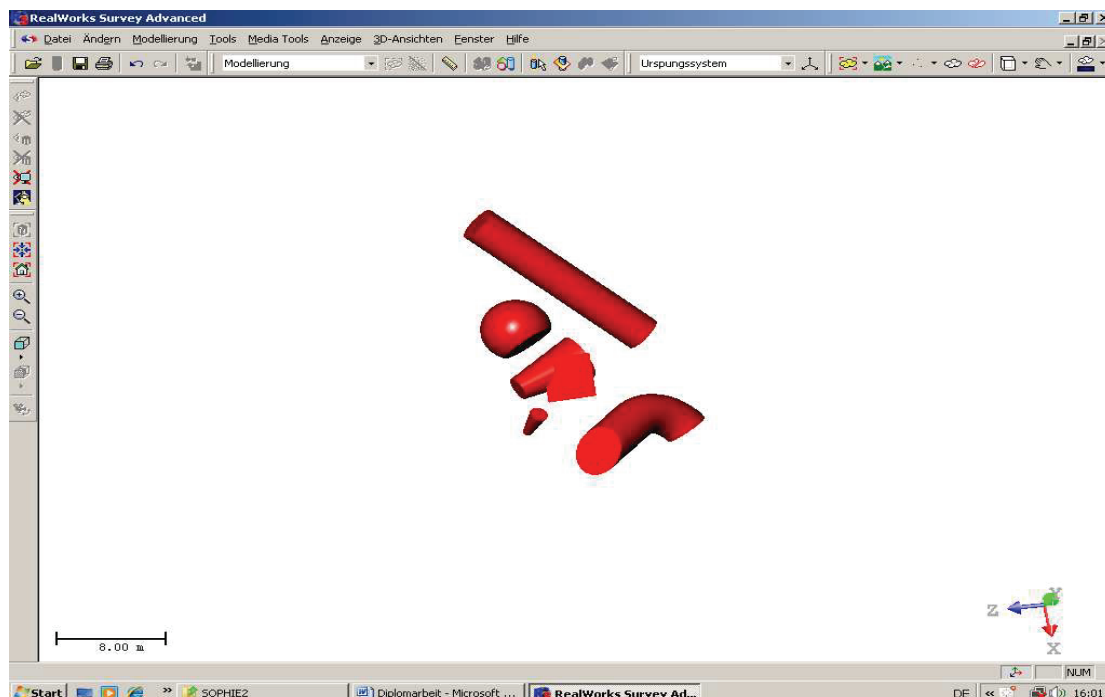 RealWorks Survey Advanced
Datei Ändern Modellierung Tools Media Tools Anzeige 3D-Ansichten Fenster Hilfe
Modellierung Urspungssystem
Y
Z
X
8.00 m
NUM
Start » SOPHIE2 Diplomarbeit - Microsoft ... RealWorks Survey Ad... DE « 16:01